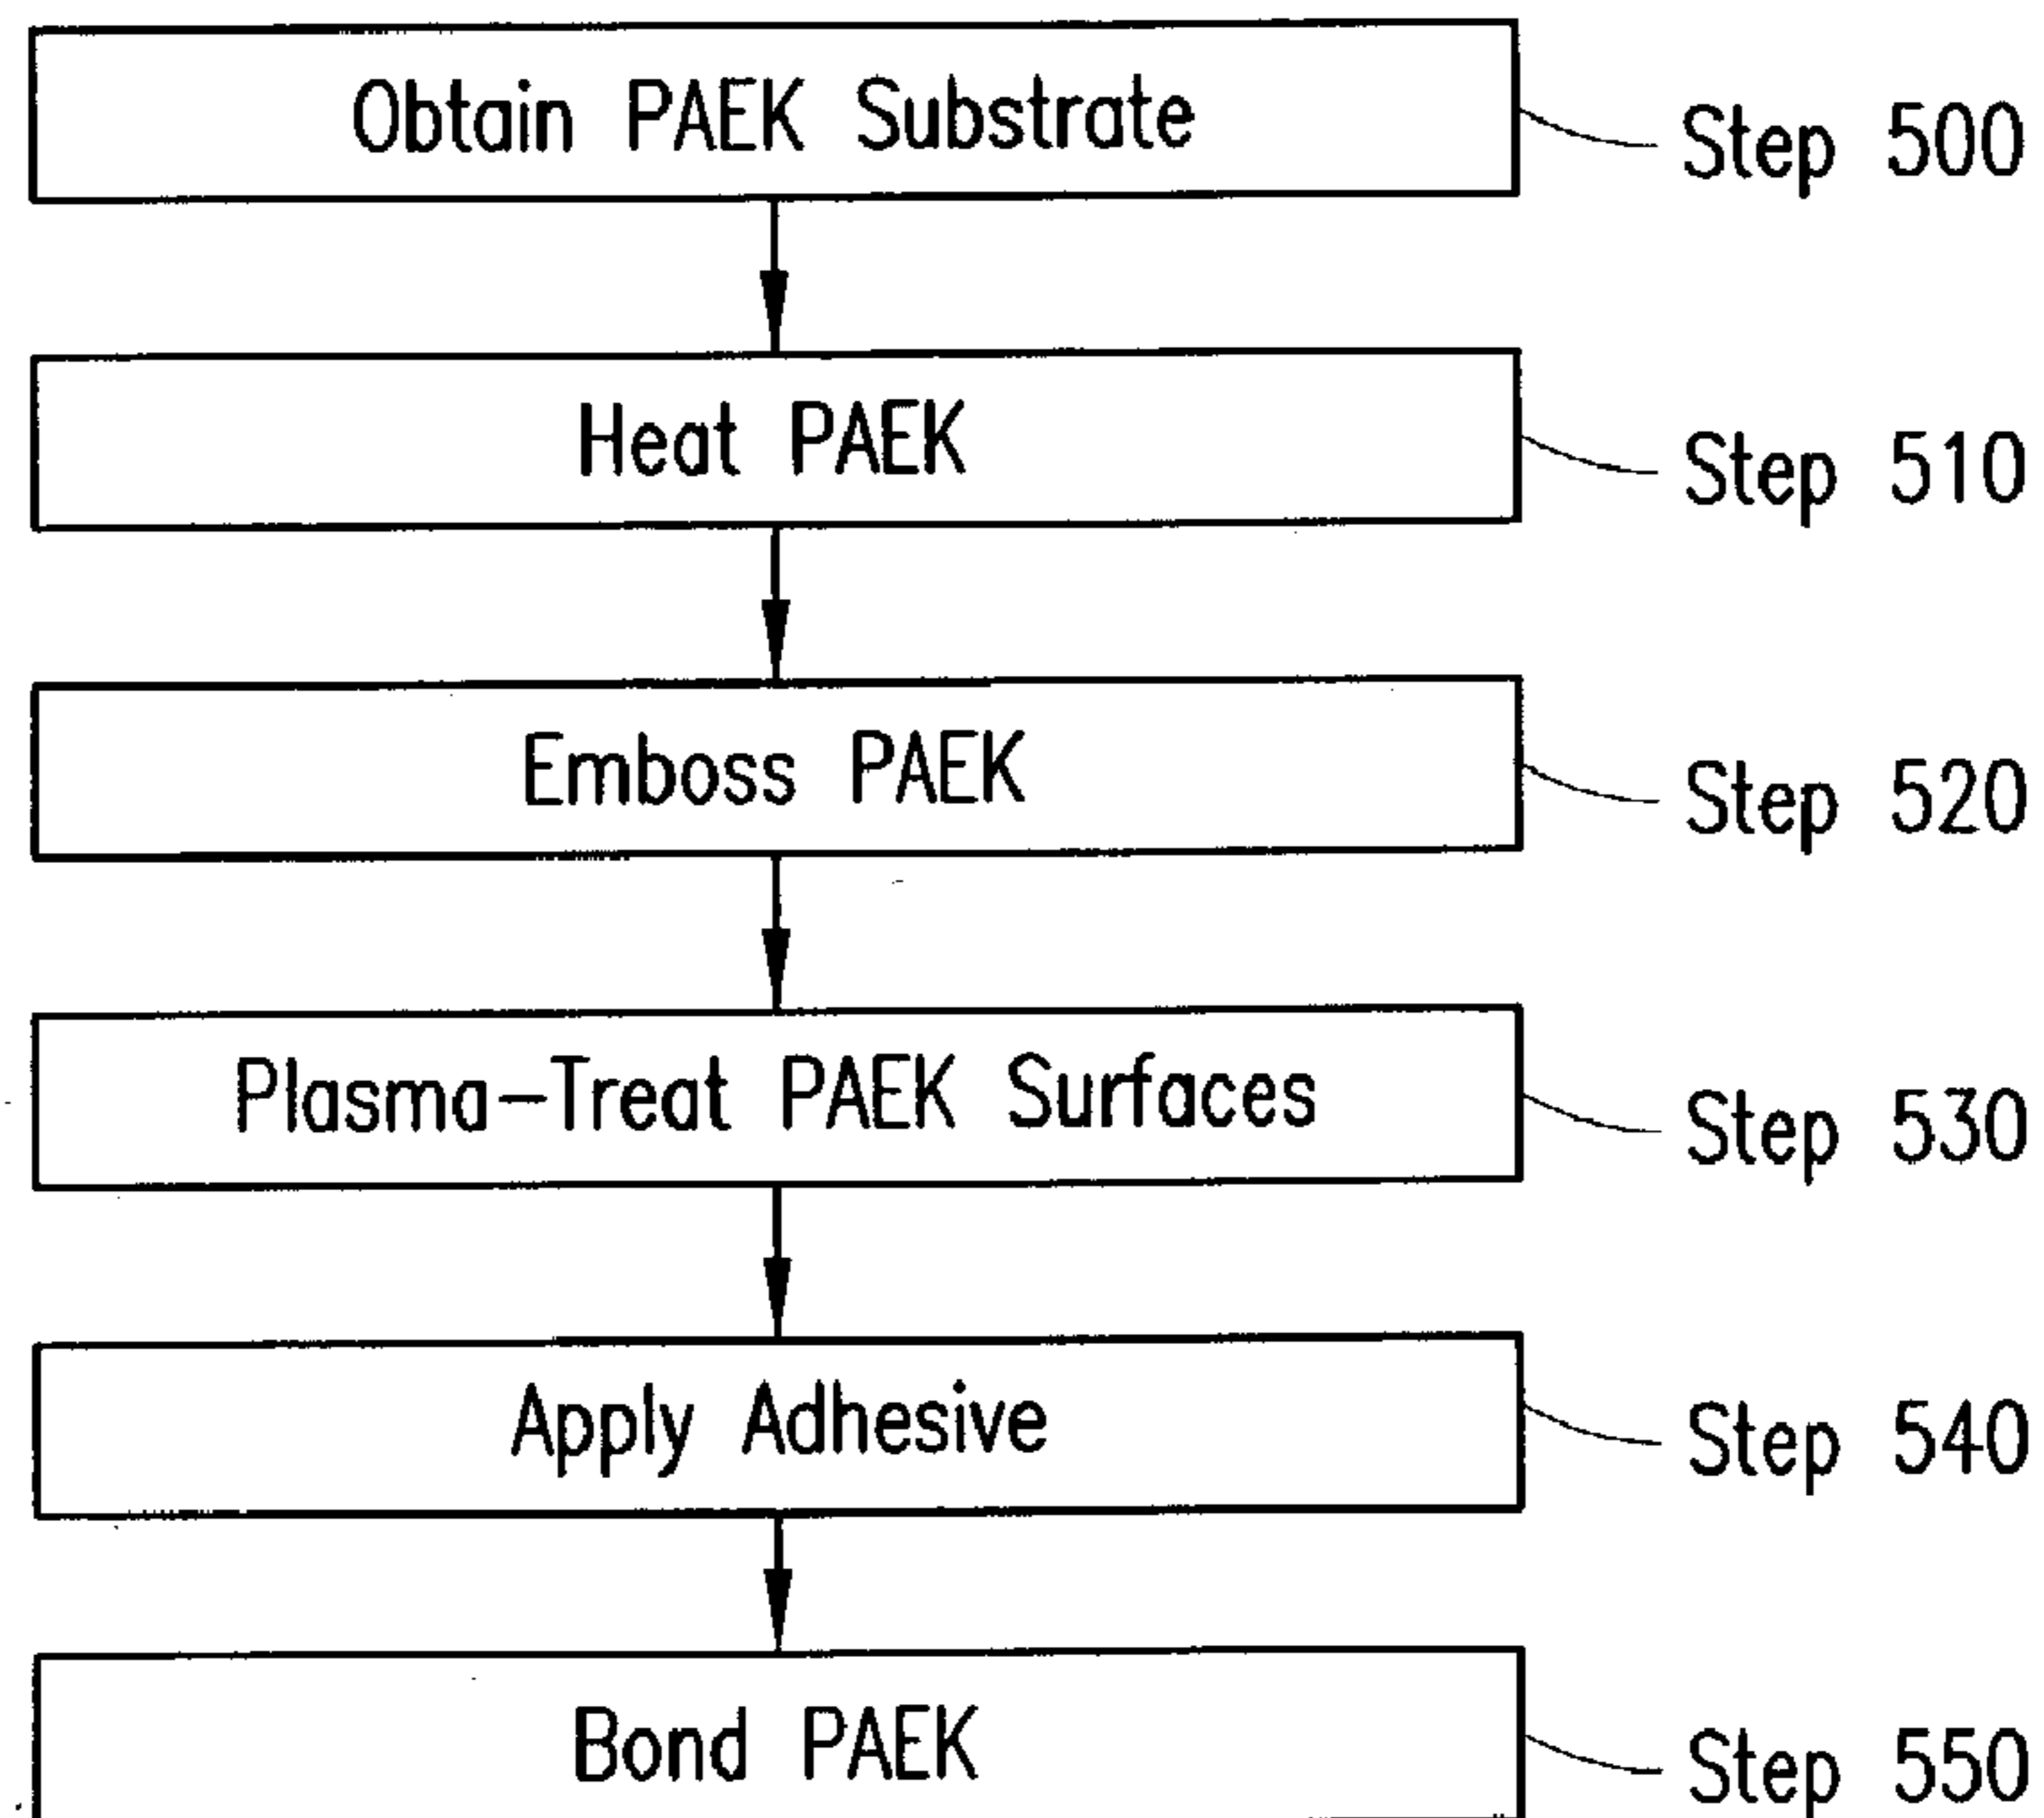 Obtain PAEK Substrate Step 500
Heat PAEK Step 510
Emboss PAEK Step 520
Plasma-Treat PAEK Surfaces Step 530
Apply Adhesive Step 540
Bond PAEK Step 550